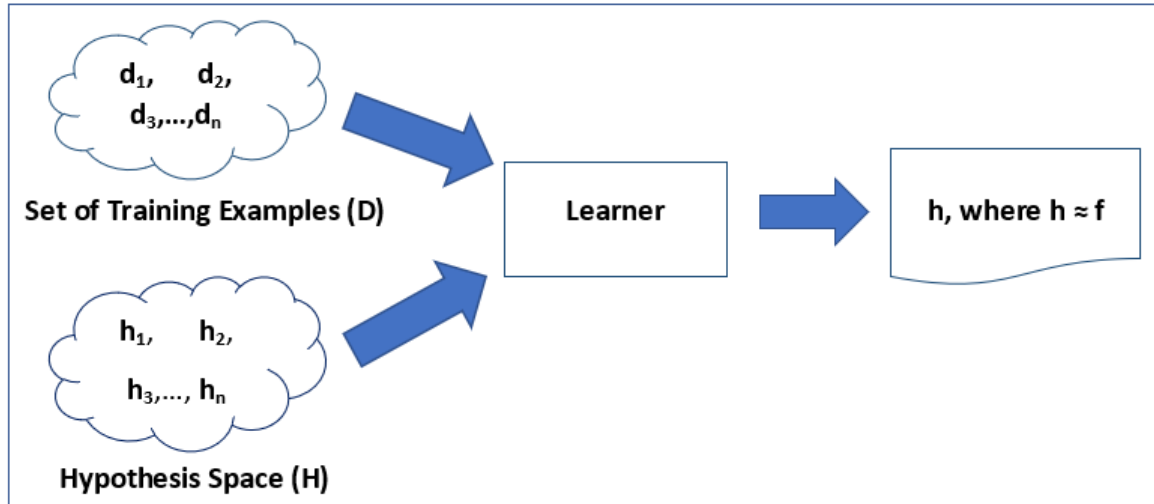 d₁, d₂,
d₃,...,dₙ
Set of Training Examples (D)
h₁, h₂,
h₃,..., hₙ
Hypothesis Space (H)
Learner
h, where h ≈ f